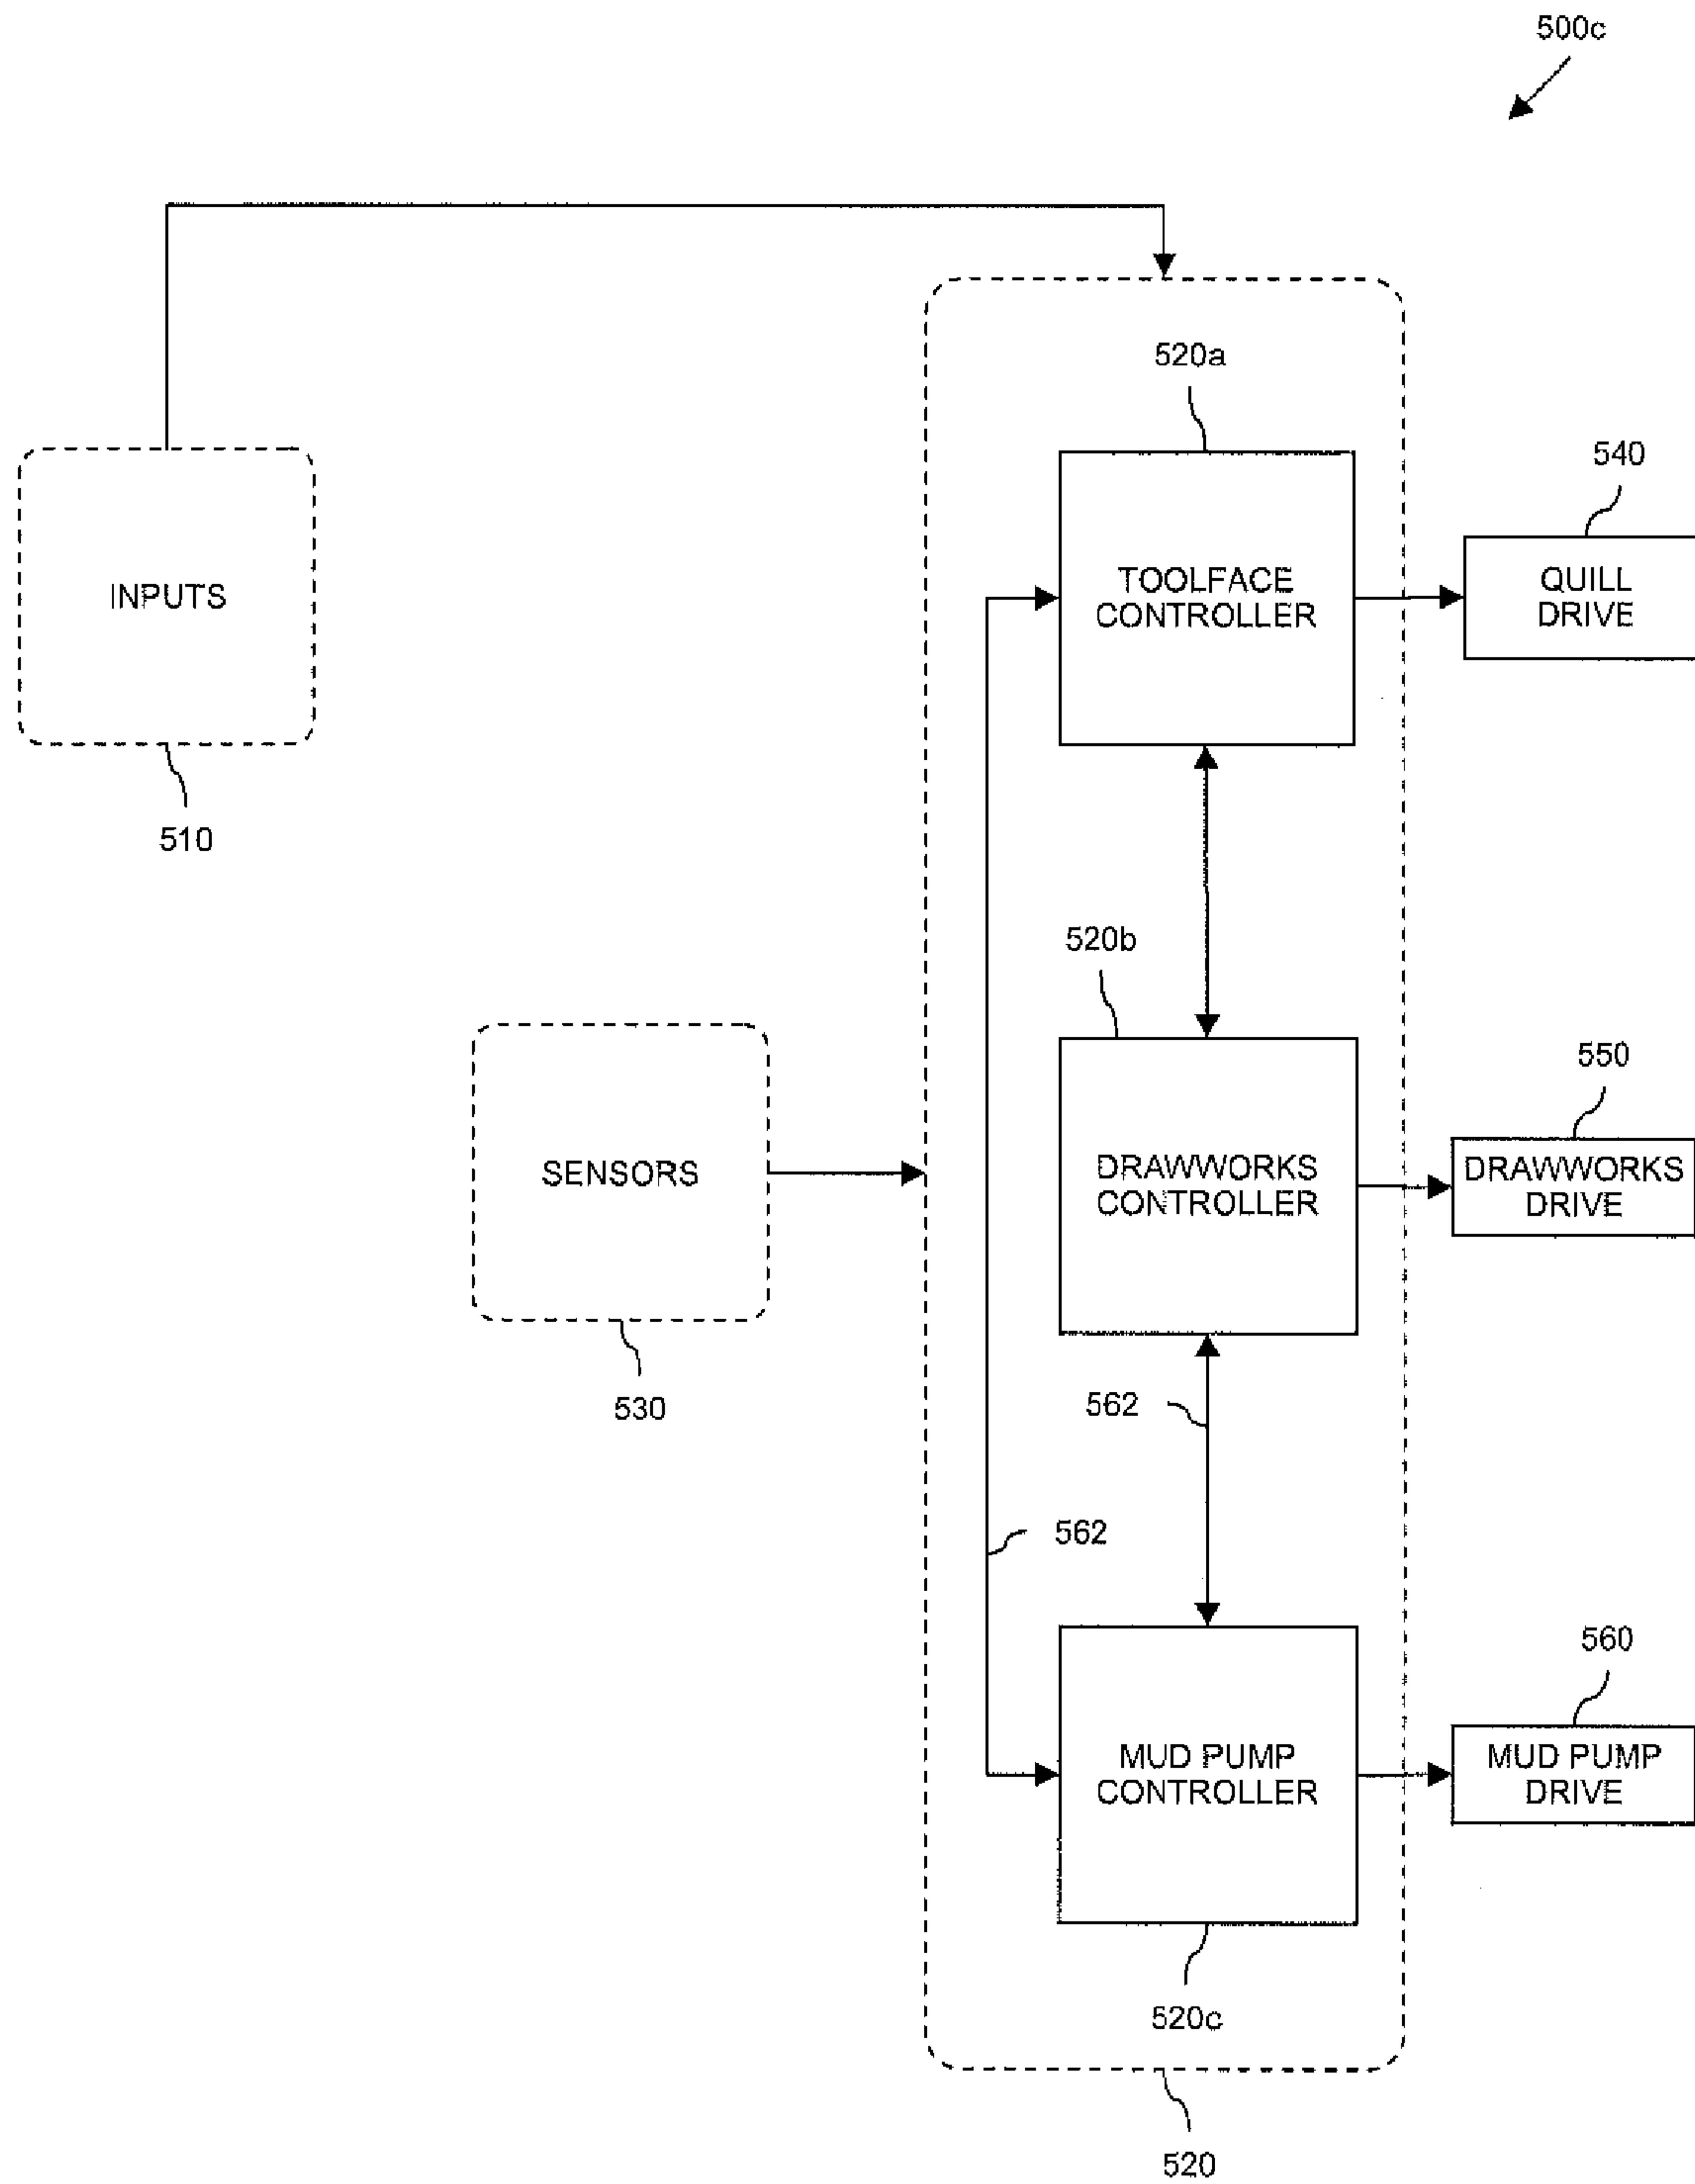 500c
520a
540
INPUTS
TOOLFACE
CONTROLLER
QUILL
DRIVE
510
520b
550
SENSORS
DRAWWORKS
CONTROLLER
DRAWWORKS
DRIVE
530
562
562
560
MUD PUMP
CONTROLLER
MUD PUMP
DRIVE
520c
520